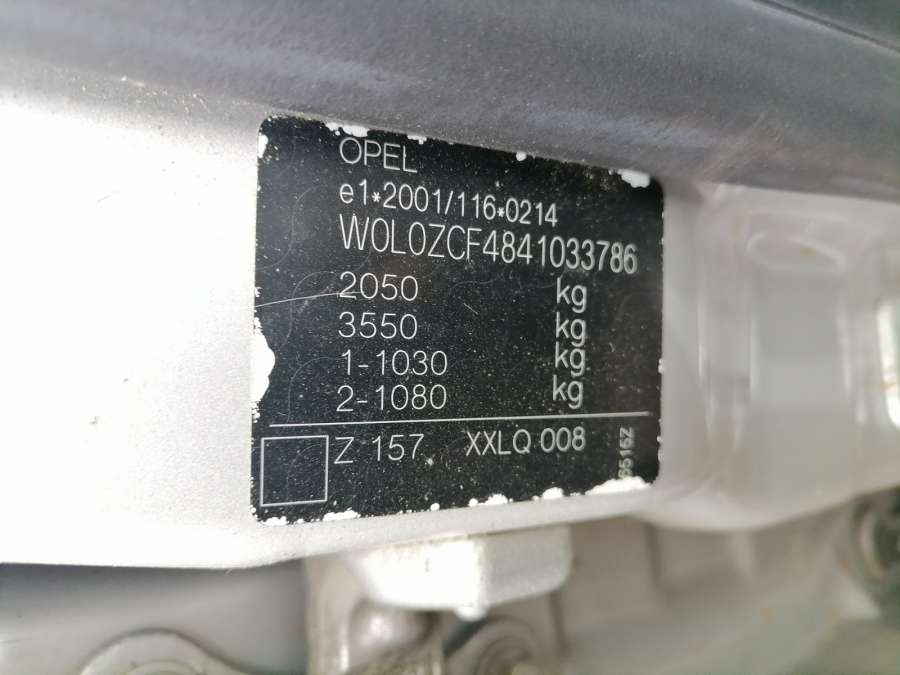 OPEL
e1*2001/116*0214
W0L0ZCF4841033786
2050 kg
3550 kg
1-1030 kg
2-1080 kg
Z 157 XXLQ 008